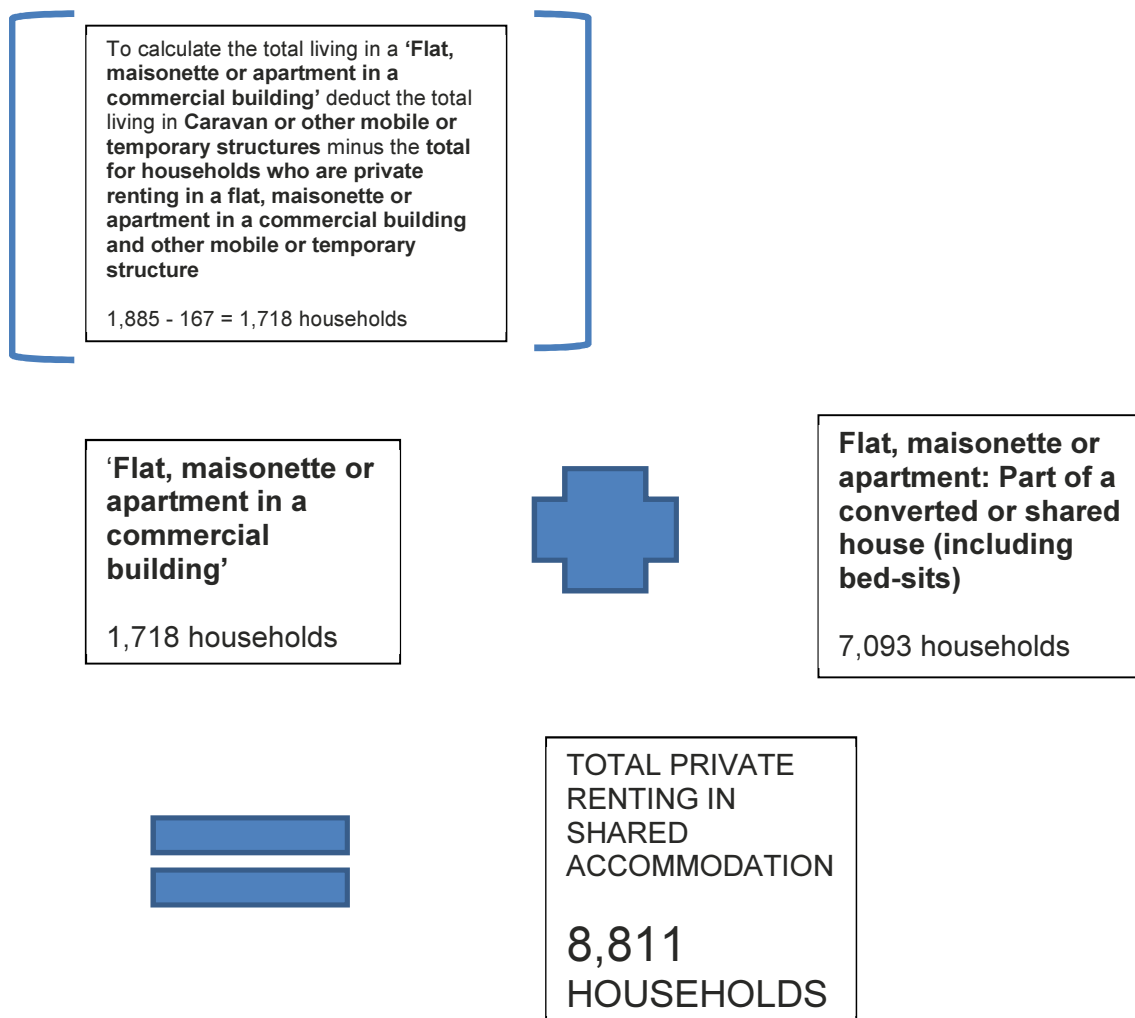 To calculate the total living in a ‘Flat,
maisonette or apartment in a
commercial building’ deduct the total
living in Caravan or other mobile or
temporary structures minus the total
for households who are private
renting in a flat, maisonette or
apartment in a commercial building
and other mobile or temporary
structure
1,885 - 167 = 1,718 households
‘Flat, maisonette or
apartment in a
commercial
building’
1,718 households
Flat, maisonette or
apartment: Part of a
converted or shared
house (including
bed-sits)
7,093 households
TOTAL PRIVATE
RENTING IN
SHARED
ACCOMMODATION
8,811
HOUSEHOLDS